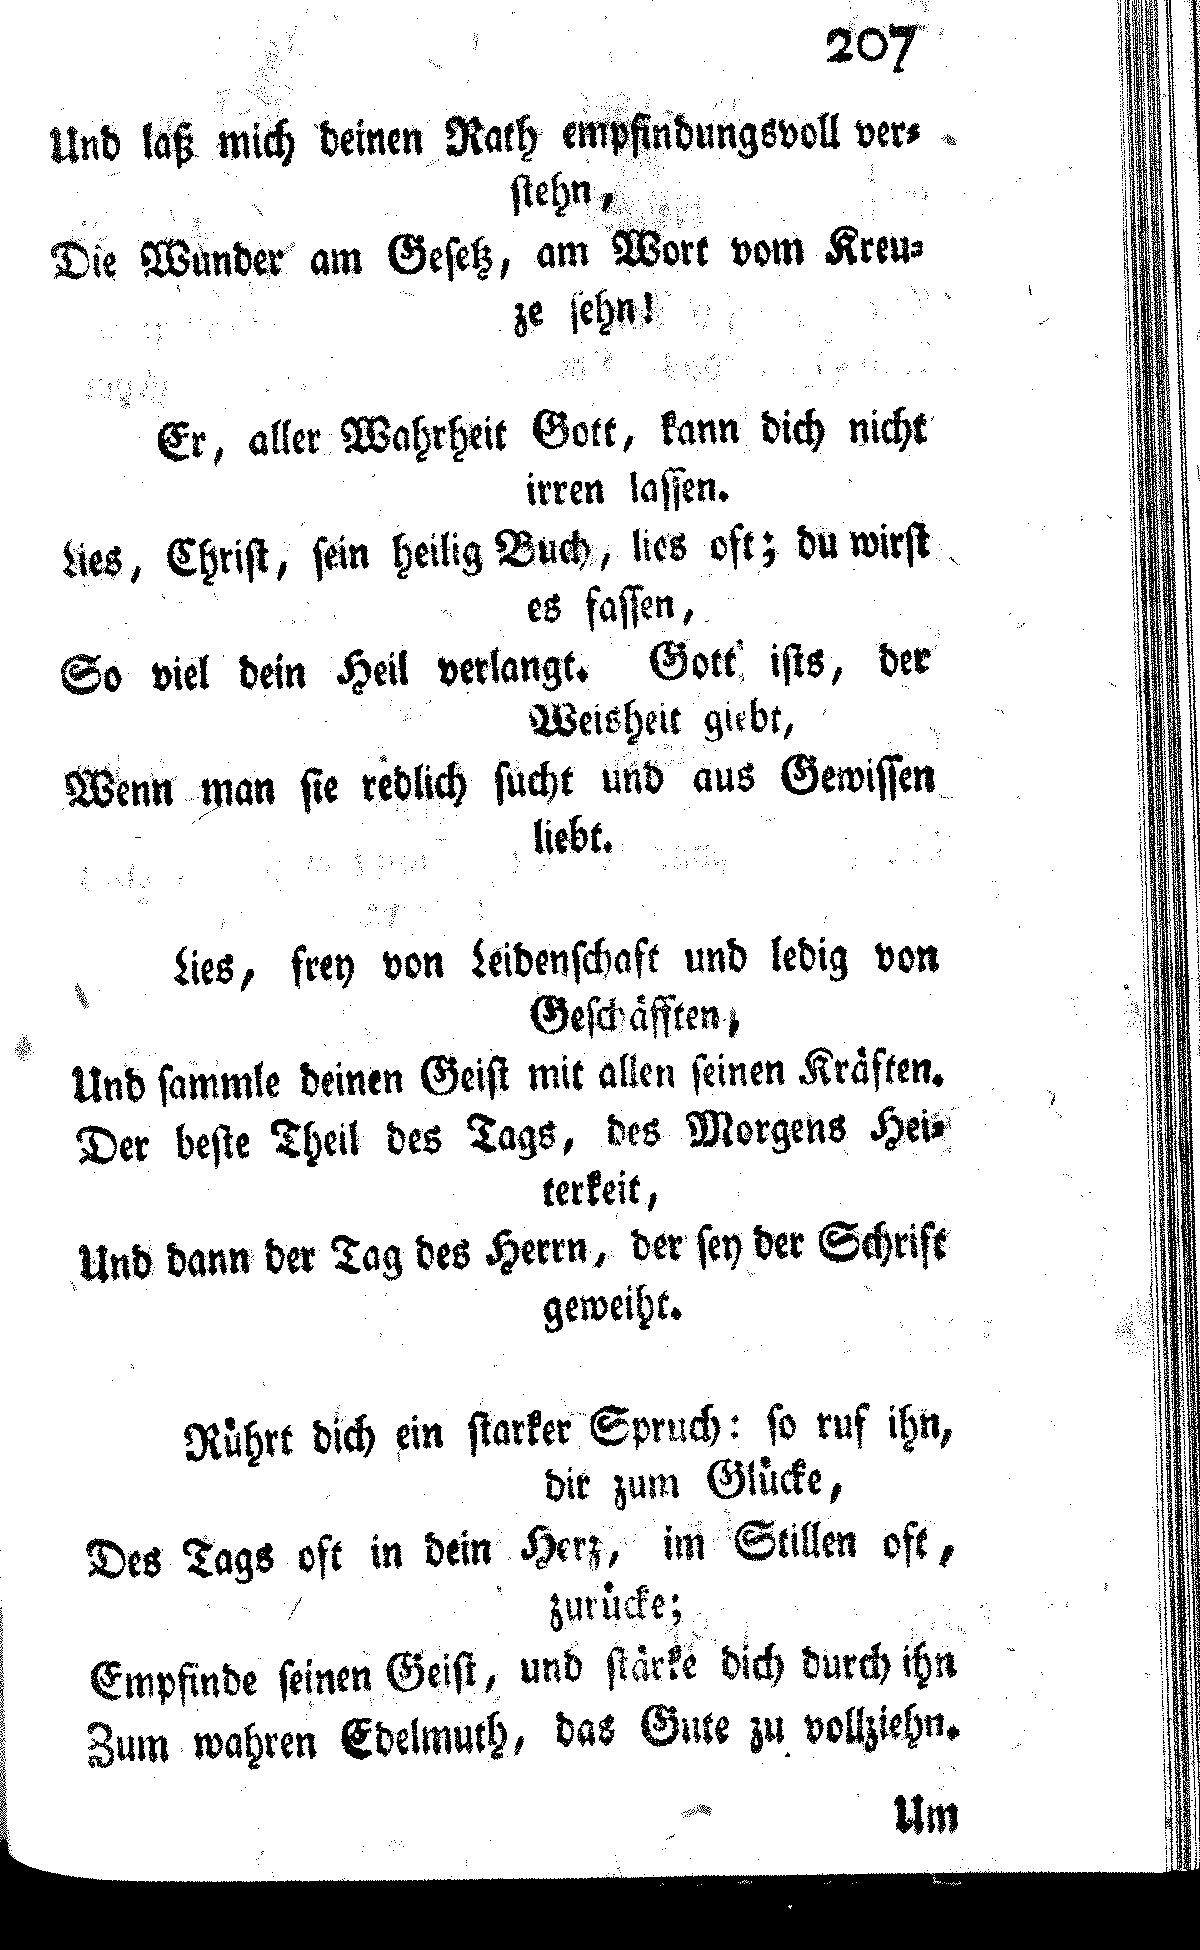 207
Und laß mich deinen Rath empfindungsvoll ver-
stehn,
Die Wunder am Gesetz, am Wort vom Kreu-
ze sehn!
Er, aller Wahrheit Gott, kann dich nicht
irren lassen.
Lies, Christ, sein heilig Buch, lies oft; du wirst
es fassen,
So viel dein Heil verlangt. Gott ists, der
Weisheit giebt,
Wenn man sie redlich sucht und aus Gewissen
liebt.
Lies, frey von Leidenschaft und ledig von
Geschäfften,
Und sammle deinen Geist mit allen seinen Kräften.
Der beste Theil des Tags, des Morgens Hei-
terkeit,
Und dann der Tag des Herrn, der sey der Schrift
geweiht.
Rührt dich ein starker Spruch: so ruf ihn,
dir zum Glücke,
Des Tags oft in dein Herz, im Stillen oft,
zurücke;
Empfinde seinen Geist, und stärke dich durch ihn
Zum wahren Edelmuth, das Gute zu vollziehn.
Um